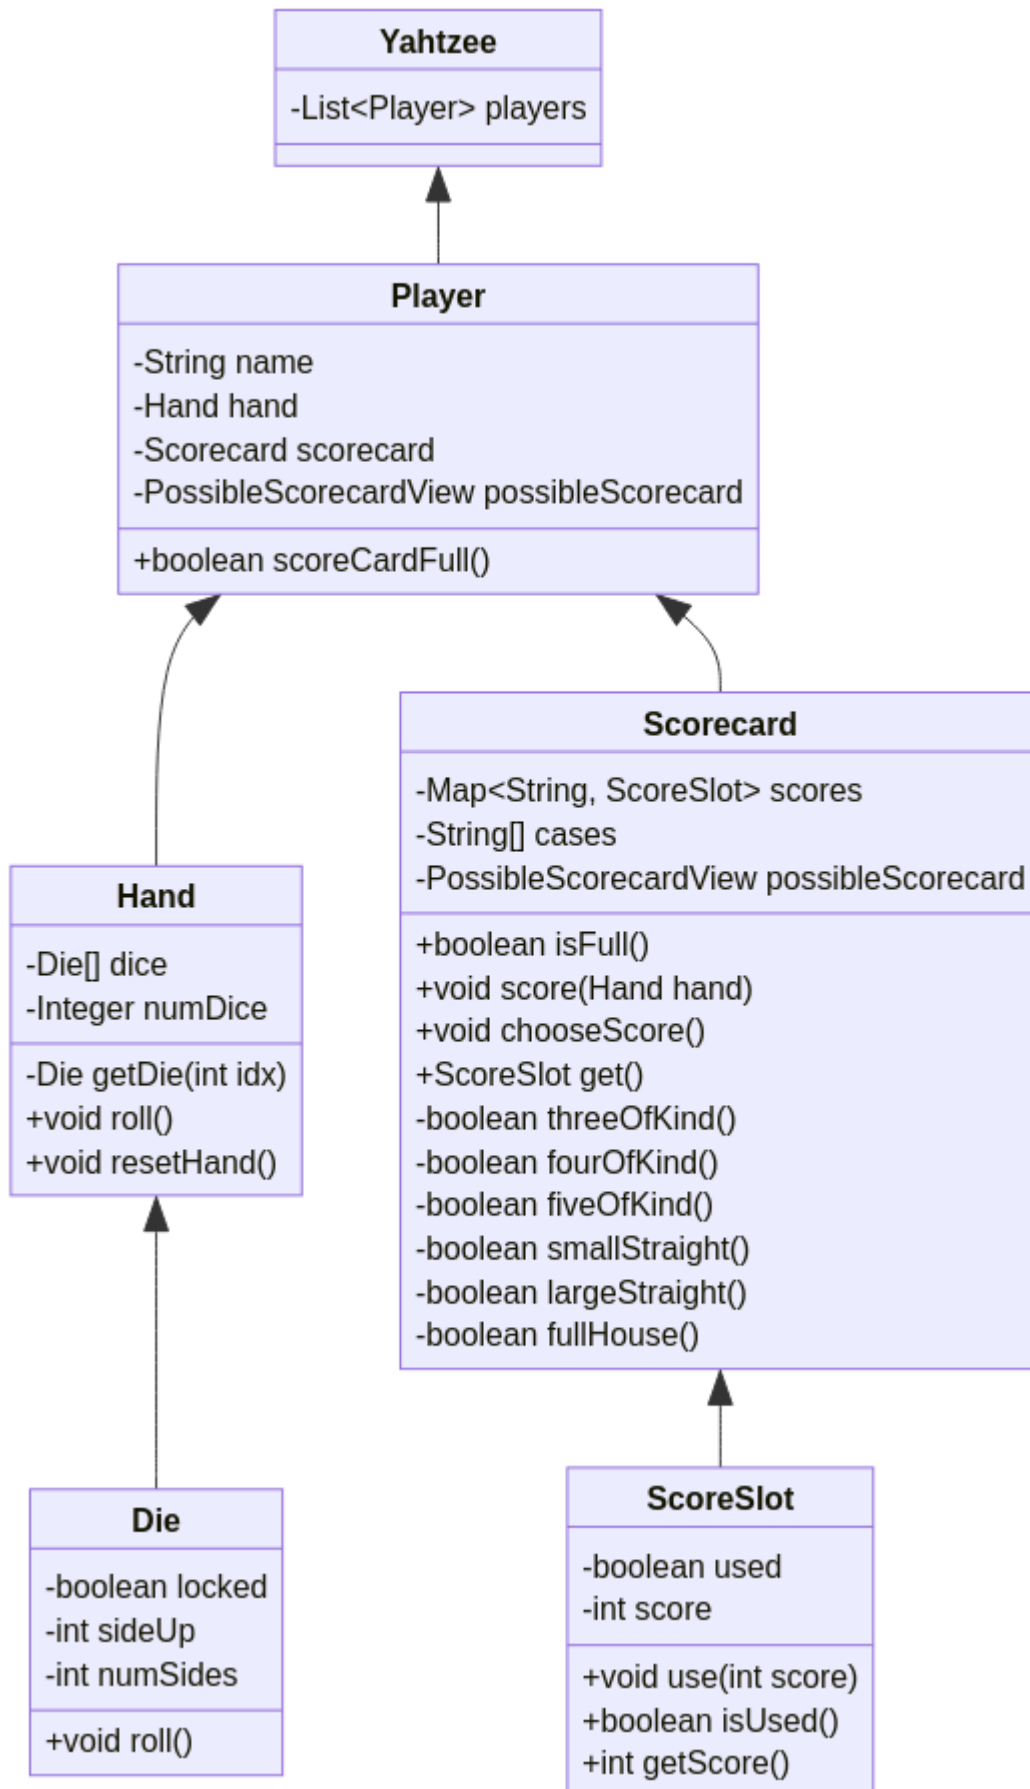 Yahtzee
-List<Player> players
Player
-String name
-Hand hand
-Scorecard scorecard
-PossibleScorecardView possibleScorecard
+boolean scoreCardFull()
Scorecard
-Map<String, ScoreSlot> scores
-String[] cases
-PossibleScorecardView possibleScorecard
+boolean isFull()
+void score(Hand hand)
+void chooseScore()
+ScoreSlot get()
-boolean threeOfKind()
-boolean fourOfKind()
-boolean fiveOfKind()
-boolean smallStraight()
-boolean largeStraight()
-boolean fullHouse()
Hand
-Die[] dice
-Integer numDice
-Die getDie(int idx)
+void roll()
+void resetHand()
Die
-boolean locked
-int sideUp
-int numSides
+void roll()
ScoreSlot
-boolean used
-int score
+void use(int score)
+boolean isUsed()
+int getScore()